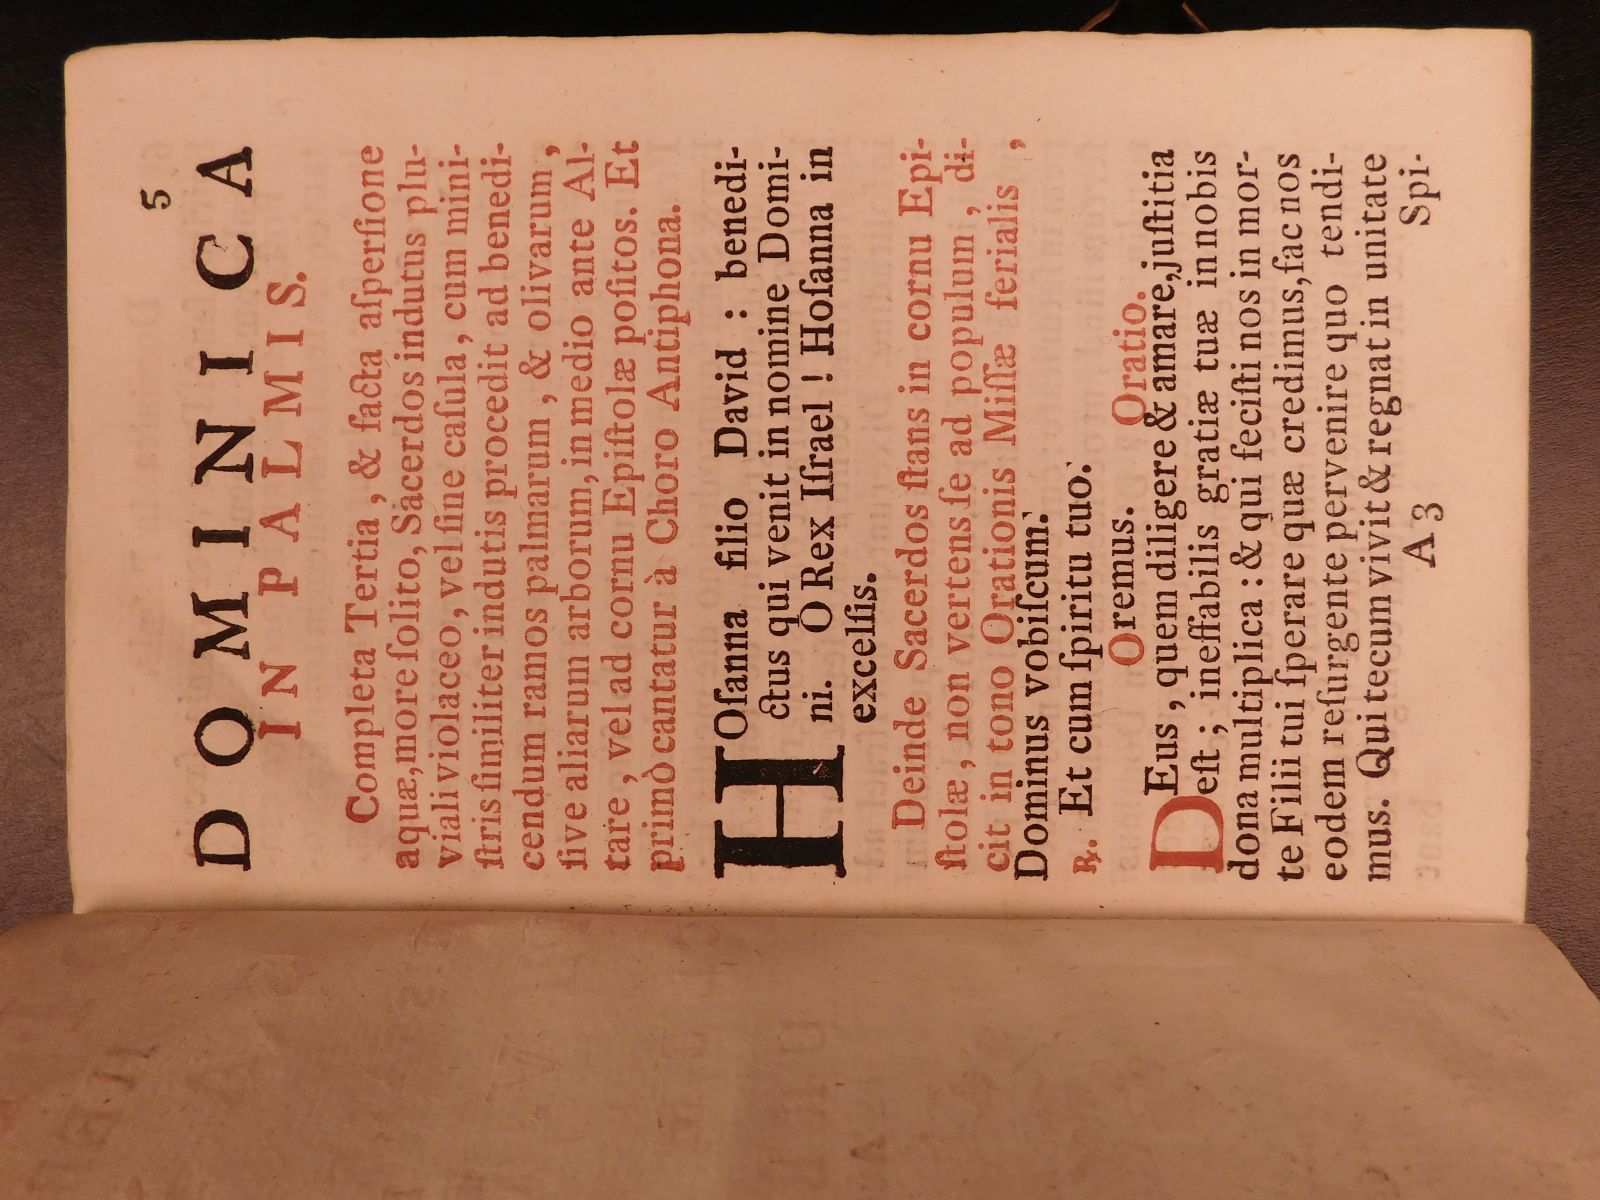 5
DOMINICA
IN PALMIS.
Completa Tertia, & facta aſperſione
aquæ, more ſolito, Sacerdos indutus plu-
viali violaceo, vel ſine caſula, cum mini-
ſtris ſimiliter indutis procedit ad benedi-
cendum ramos palmarum, & olivarum,
ſive aliarum arborum, in medio ante Al-
tare, vel ad cornu Epiſtolæ poſitos. Et
primò cantatur à Choro Antiphona.
HOſanna filio David : benedi-
ctus qui venit in nomine Domi-
ni. O Rex Iſrael ! Hoſanna in
excelſis.
Deinde Sacerdos ſtans in cornu Epi-
ſtolæ, non vertens ſe ad populum, di-
cit in tono Orationis Miſſæ ferialis,
Dominus vobiſcum.
℞. Et cum ſpiritu tuo.
Oremus. Oratio.
DEus, quem diligere & amare, juſtitia
eſt ; ineffabilis gratiæ tuæ in nobis
dona multiplica : & qui feciſti nos in mor-
te Filii tui ſperare quæ credimus, fac nos
eodem reſurgente pervenire quo tendi-
mus. Qui tecum vivit & regnat in unitate
A 3 Spi-